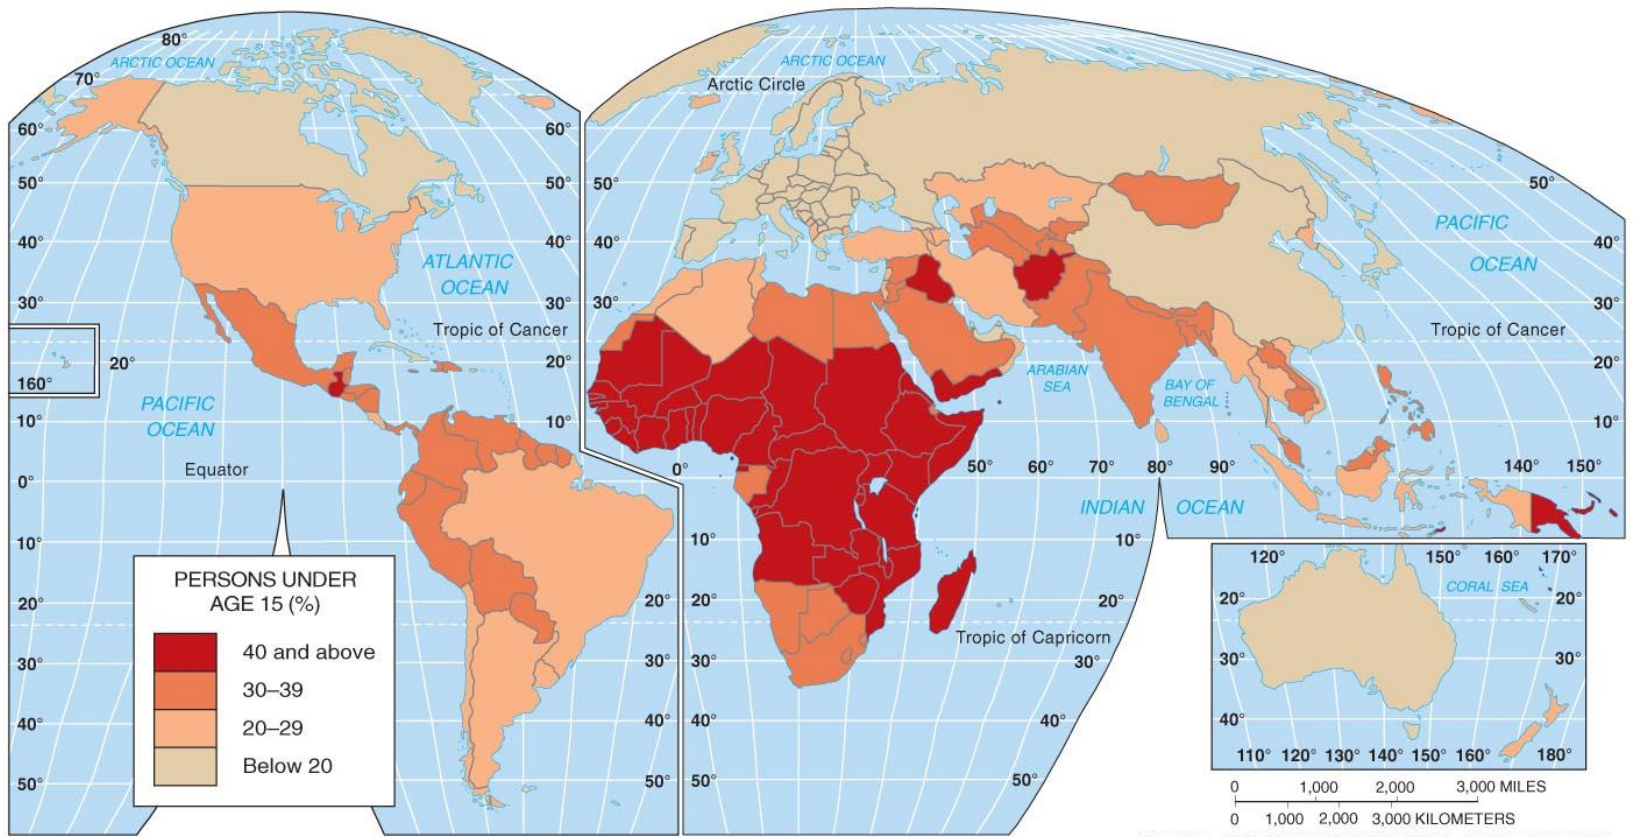 80°
ARCTIC OCEAN
70°
60°
60°
50°
50°
40°
40°
ATLANTIC
OCEAN
30°
30°
Tropic of Cancer
20°
20°
160°
PACIFIC
OCEAN
10°
10°
Equator
0°
10°
20°
20°
30°
30°
40°
40°
50°
50°
PERSONS UNDER
AGE 15 (%)
40 and above
30–39
20–29
Below 20
ARCTIC OCEAN
Arctic Circle
50°
50°
PACIFIC
OCEAN
40°
40°
30°
30°
Tropic of Cancer
ARABIAN
SEA
BAY OF
BENGAL
20°
10°
0°
50°
60°
70°
80°
90°
140°
150°
INDIAN
OCEAN
10°
10°
20°
20°
Tropic of Capricorn
30°
30°
40°
40°
50°
50°
120°
150°
160°
170°
CORAL SEA
20°
20°
30°
30°
40°
110°
120°
130°
140°
150°
160°
180°
0
1,000
2,000
3,000 MILES
0
1,000
2,000
3,000 KILOMETERS